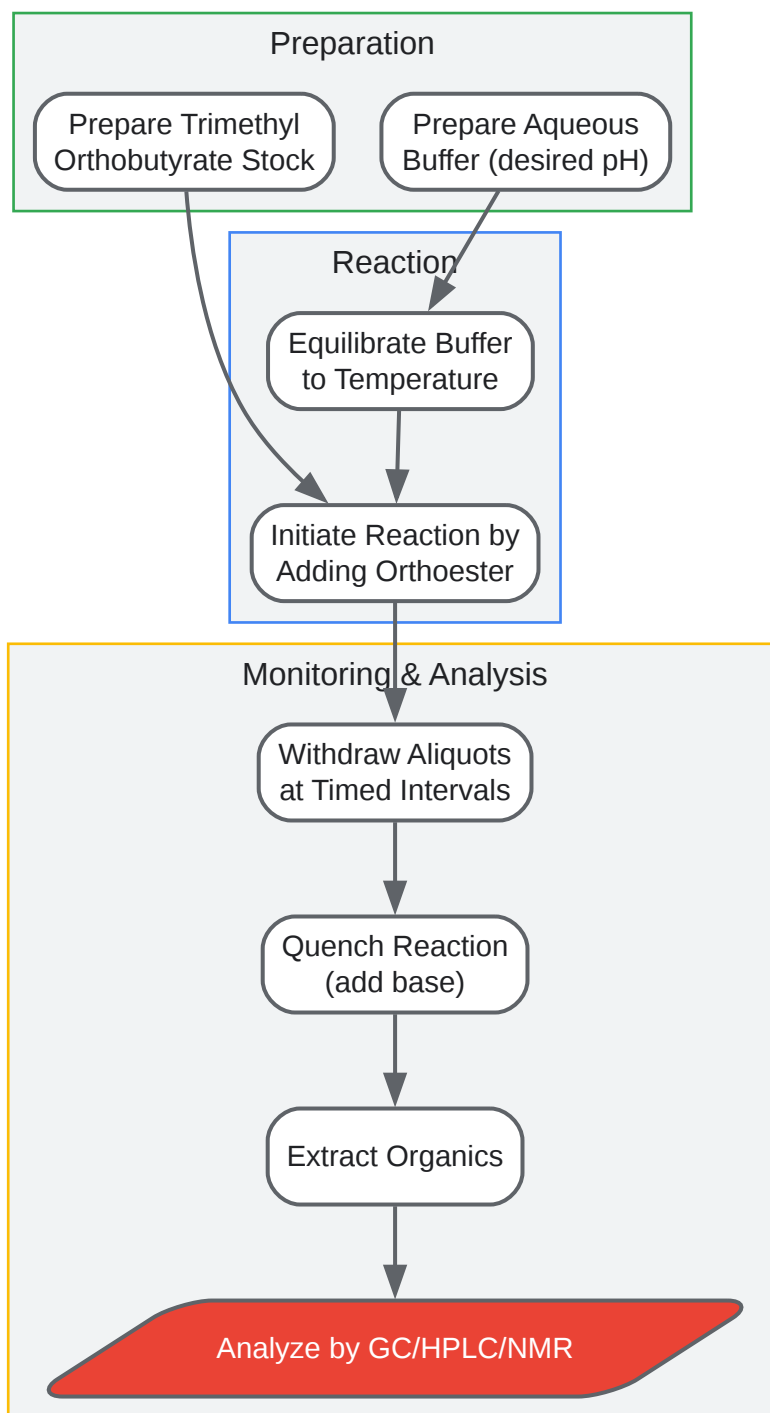 Preparation
Prepare Trimethyl
Orthobutyrate Stock
Prepare Aqueous
Buffer (desired pH)
Reaction
Equilibrate Buffer
to Temperature
Initiate Reaction by
Adding Orthoester
Monitoring & Analysis
Withdraw Aliquots
at Timed Intervals
Quench Reaction
(add base)
Extract Organics
Analyze by GC/HPLC/NMR